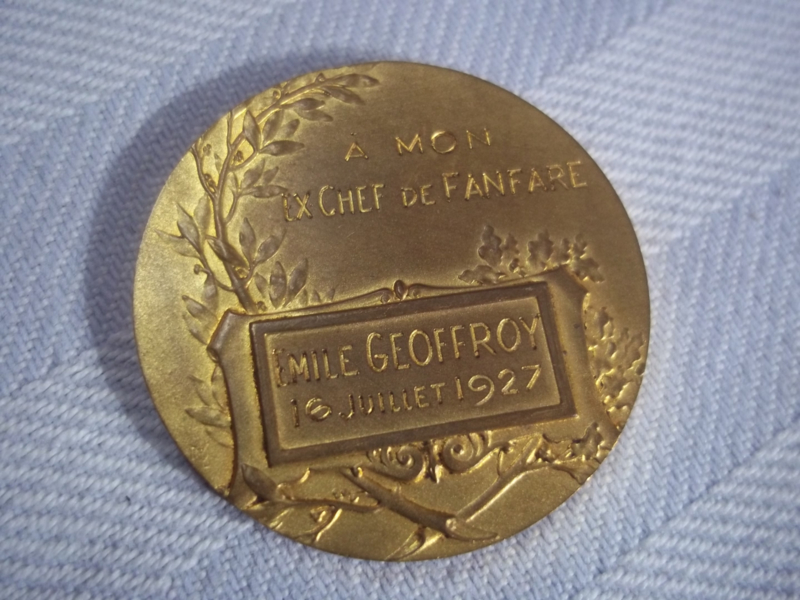 À MON
EX CHEF DE FANFARE
EMILE GEOFFROY
16 JUILLET 1927